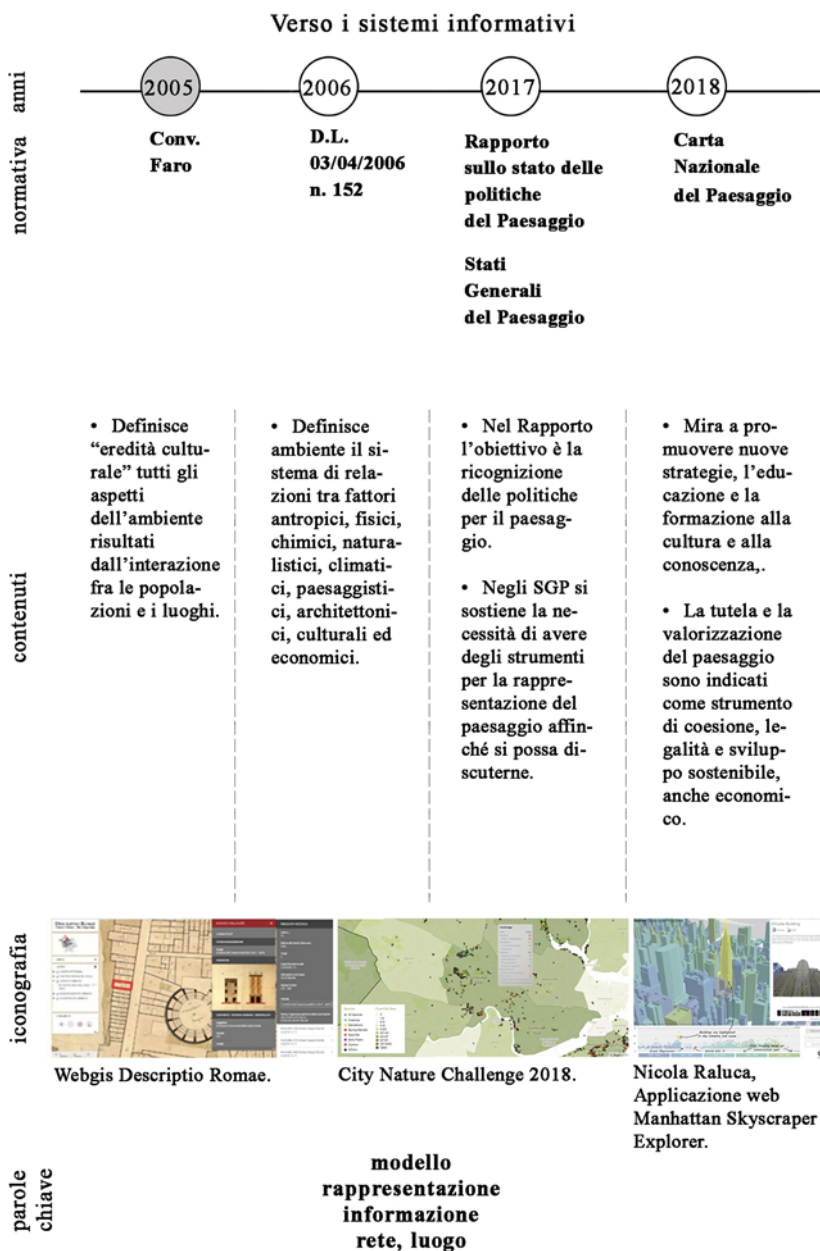 Verso i sistemi informativi
anni
2005
2006
2017
2018
normativa
Conv.
Faro
D.L.
03/04/2006
n. 152
Rapporto
sullo stato delle
politiche
del Paesaggio
Stati
Generali
del Paesaggio
Carta
Nazionale
del Paesaggio
contenuti
• Definisce
“eredità cultu-
rale” tutti gli
aspetti
dell’ambiente
risultati
dall’interazione
fra le popola-
zioni e i luoghi.
• Definisce
ambiente il si-
stema di rela-
zioni tra fattori
antropici, fisici,
chimici, natura-
listici, climati-
ci, paesaggisti-
ci, architettoni-
ci, culturali ed
economici.
• Nel Rapporto
l’obiettivo è la
ricognizione
delle politiche
per il paesag-
gio.
• Negli SGP si
sostiene la ne-
cessità di avere
degli strumenti
per la rappre-
sentazione del
paesaggio affin-
ché si possa di-
scuterne.
• Mira a pro-
muovere nuove
strategie, l’edu-
cazione e la
formazione alla
cultura e alla
conoscenza,.
• La tutela e la
valorizzazione
del paesaggio
sono indicati
come strumento
di coesione, le-
galità e svilup-
po sostenibile,
anche economi-
co.
iconografia
DESCRIPTIO ROMAE
Webgis Descriptio Romae.
City Nature Challenge 2018.
Nicola Raluca,
Applicazione web
Manhattan Skyscraper
Explorer.
parole
chiave
modello
rappresentazione
informazione
rete, luogo